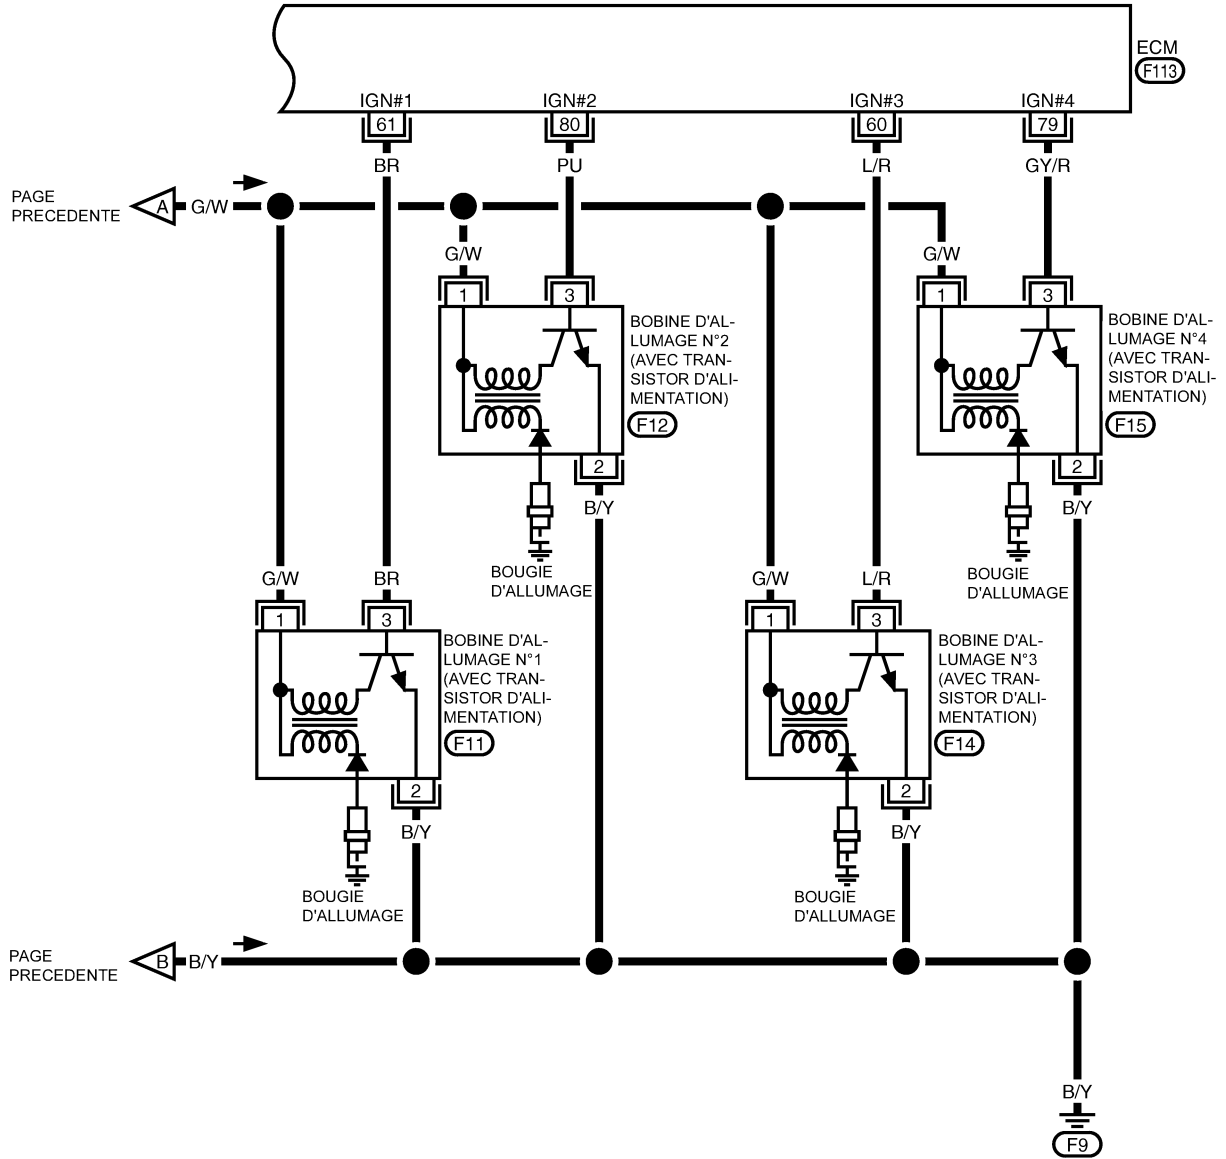 ECM
F113
IGN#1
IGN#2
IGN#3
IGN#4
61
80
60
79
BR
PU
L/R
GY/R
PAGE
PRECEDENTE
A
G/W
G/W
G/W
1
3
1
3
BOBINE D'AL-
LUMAGE N°2
(AVEC TRAN-
SISTOR D'ALI-
MENTATION)
F12
BOBINE D'AL-
LUMAGE N°4
(AVEC TRAN-
SISTOR D'ALI-
MENTATION)
F15
2
2
B/Y
B/Y
BOUGIE
D'ALLUMAGE
BOUGIE
D'ALLUMAGE
G/W
BR
G/W
L/R
1
3
1
3
BOBINE D'AL-
LUMAGE N°1
(AVEC TRAN-
SISTOR D'ALI-
MENTATION)
F11
BOBINE D'AL-
LUMAGE N°3
(AVEC TRAN-
SISTOR D'ALI-
MENTATION)
F14
2
2
B/Y
B/Y
BOUGIE
D'ALLUMAGE
BOUGIE
D'ALLUMAGE
PAGE
PRECEDENTE
B
B/Y
B/Y
F9